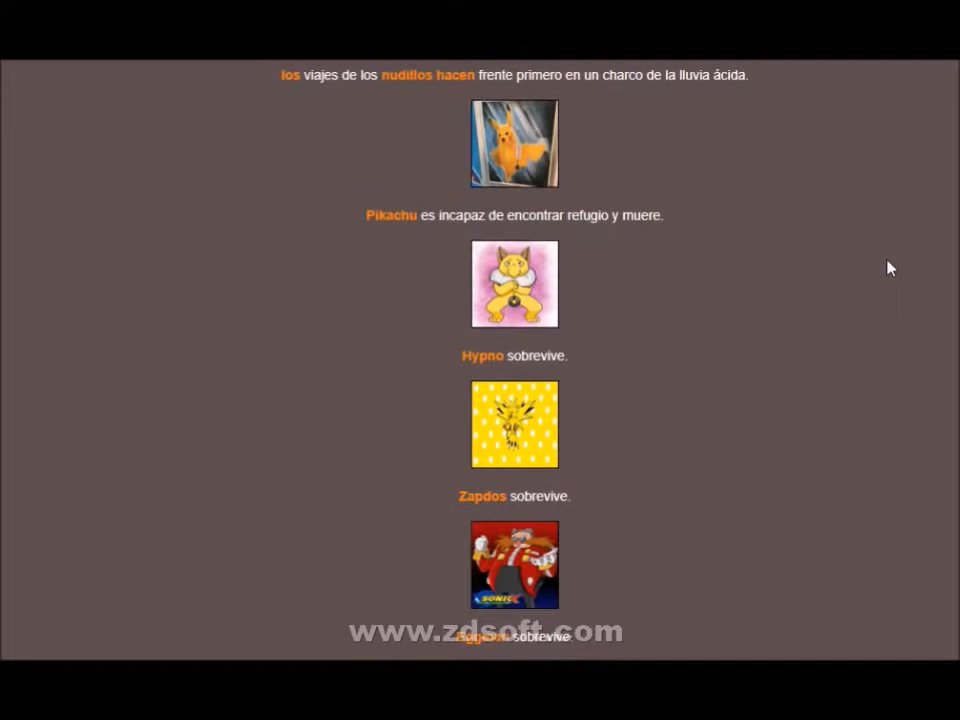 los viajes de los nudillos hacen frente primero en un charco de la lluvia ácida.
Pikachu es incapaz de encontrar refugio y muere.
Hypno sobrevive.
Zapdos sobrevive.
SONIC X
www.zdsoft.com
sobrevive